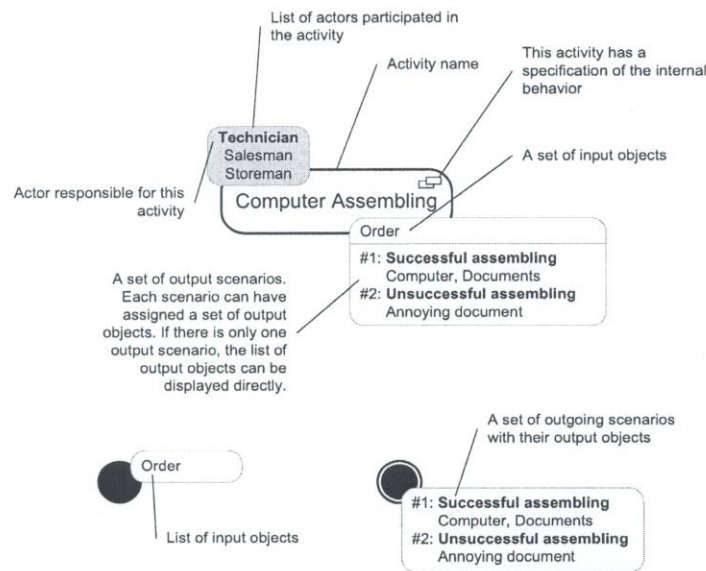 List of actors participated in
the activity
Activity name
This activity has a
specification of the internal
behavior
Technician
Salesman
Storeman
A set of input objects
Actor responsible for this
activity
Computer Assembling
Order
#1: Successful assembling
Computer, Documents
#2: Unsuccessful assembling
Annoying document
A set of output scenarios.
Each scenario can have
assigned a set of output
objects. If there is only one
output scenario, the list of
output objects can be
displayed directly.
A set of outgoing scenarios
with their output objects
Order
List of input objects
#1: Successful assembling
Computer, Documents
#2: Unsuccessful assembling
Annoying document